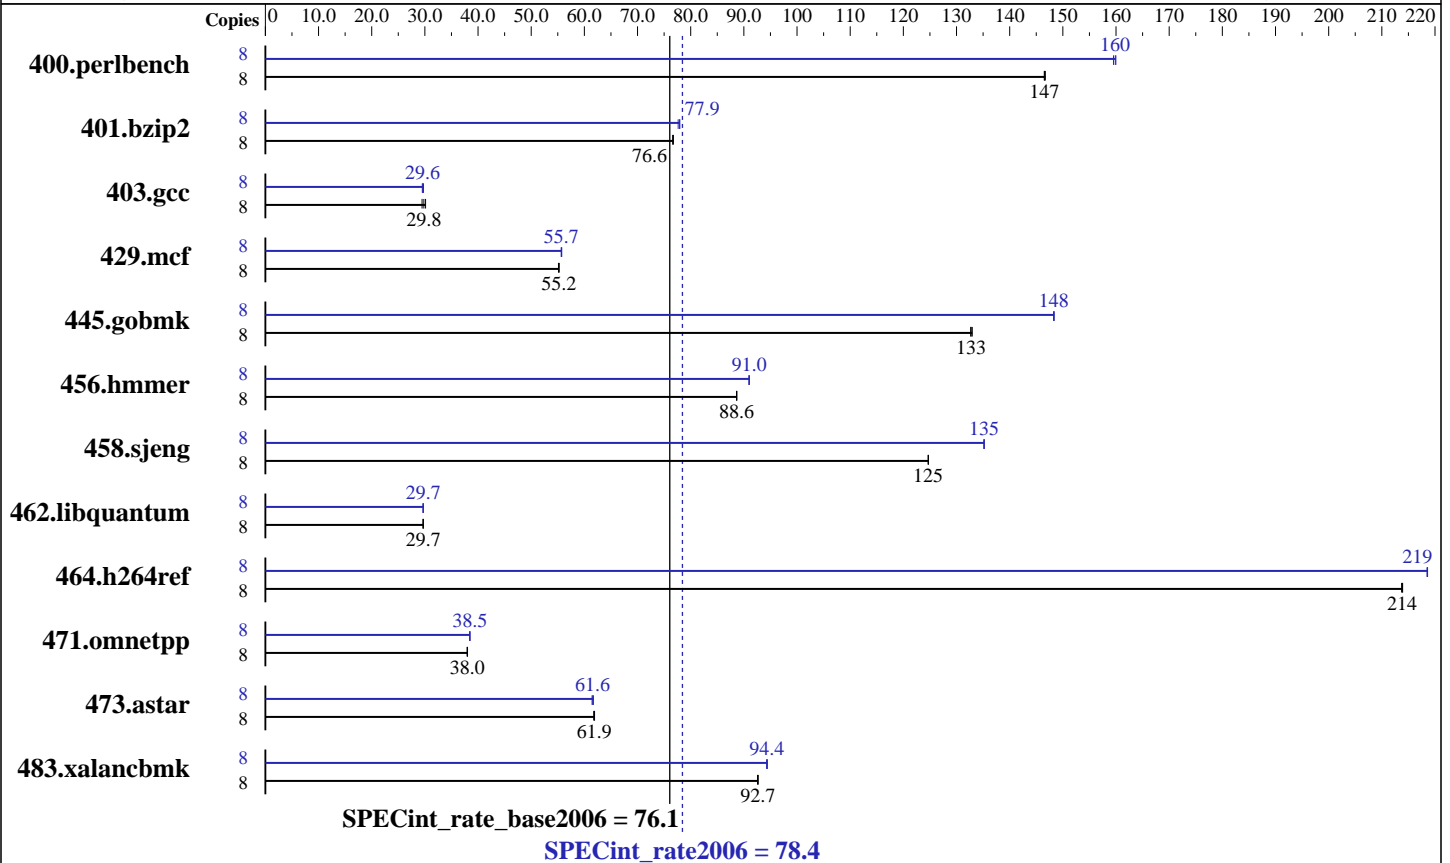 Copies 0 10.0 20.0 30.0 40.0 50.0 60.0 70.0 80.0 90.0 100 110 120 130 140 150 160 170 180 190 200 210 220
400.perlbench 8 160
8 147
401.bzip2 8 77.9
8 76.6
403.gcc 8 29.6
8 29.8
429.mcf 8 55.7
8 55.2
445.gobmk 8 148
8 133
456.hmmer 8 91.0
8 88.6
458.sjeng 8 135
8 125
462.libquantum 8 29.7
8 29.7
464.h264ref 8 219
8 214
471.omnetpp 8 38.5
8 38.0
473.astar 8 61.6
8 61.9
483.xalancbmk 8 94.4
8 92.7
SPECint_rate_base2006 = 76.1
SPECint_rate2006 = 78.4